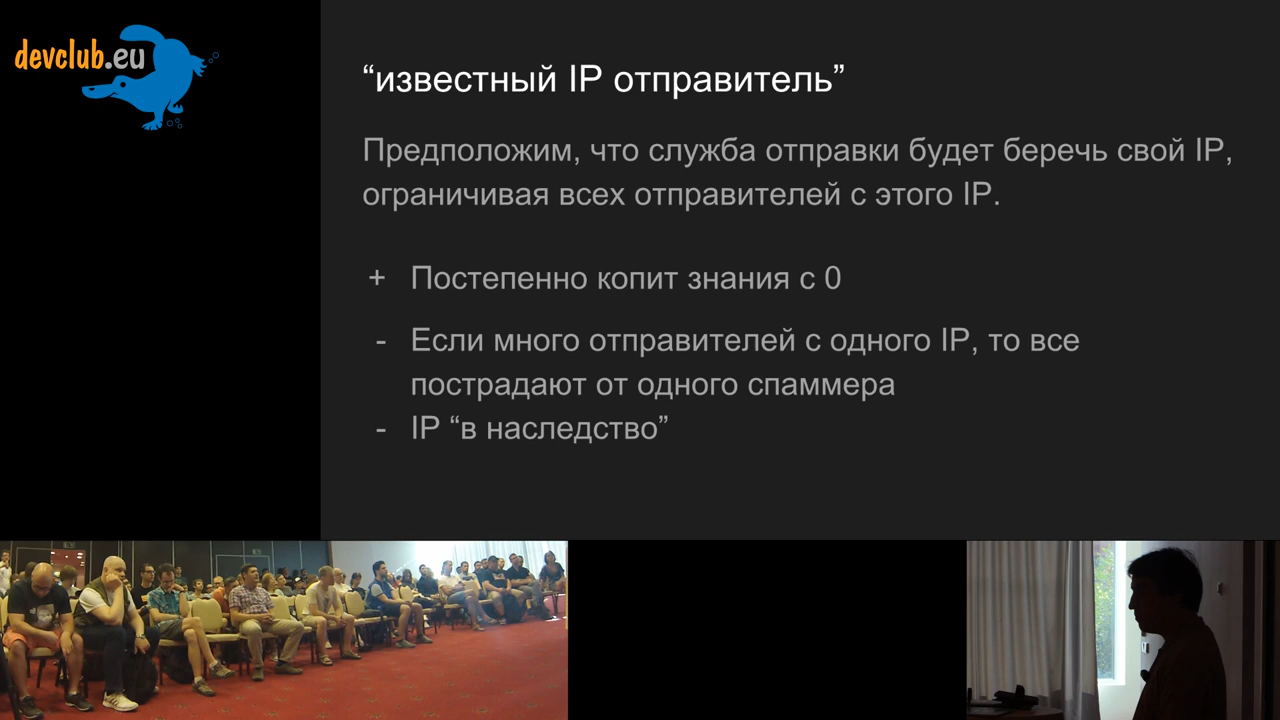 devclub.eu
“известный IP отправитель”
Предположим, что служба отправки будет беречь свой IP,
ограничивая всех отправителей с этого IP.
+ Постепенно копит знания с 0
- Если много отправителей с одного IP, то все
пострадают от одного спаммера
- IP “в наследство”